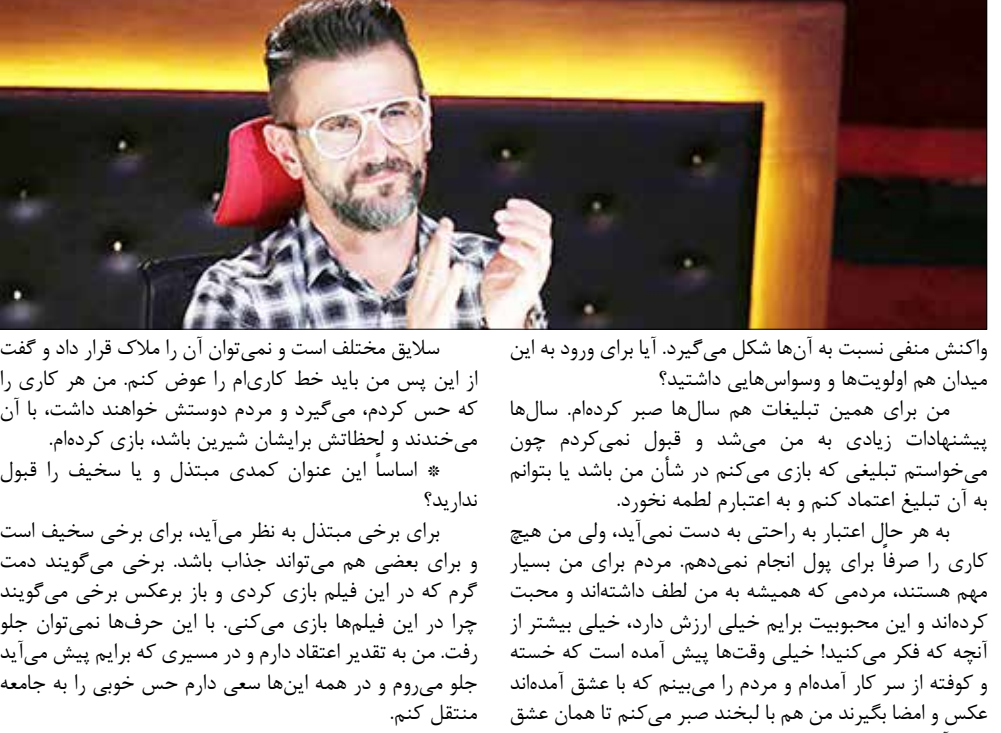 واکنش منفی نسبت به آن‌ها شکل می‌گیرد. آیا برای ورود به این
میدان هم اولویت‌ها و وسواس‌هایی داشتید؟
من برای همین تبلیغات هم سال‌ها صبر کرده‌ام. سال‌ها
پیشنهادات زیادی به من می‌شد و قبول نمی‌کردم چون
می‌خواستم تبلیغی که بازی می‌کنم در شأن من باشد یا بتوانم
به آن تبلیغ اعتماد کنم و به اعتبارم لطمه نخورد.
به هر حال اعتبار به راحتی به دست نمی‌آید، ولی من هیچ
کاری را صرفاً برای پول انجام نمی‌دهم. مردم برای من بسیار
مهم هستند، مردمی که همیشه به من لطف داشته‌اند و محبت
کرده‌اند و این محبوبیت برایم خیلی ارزش دارد، خیلی بیشتر از
آنچه که فکر می‌کنید! خیلی وقت‌ها پیش آمده است که خسته
و کوفته از سر کار آمده‌ام و مردم را می‌بینم که با عشق آمده‌اند
عکس و امضا بگیرند من هم با لبخند صبر می‌کنم تا همان عشق
سلایق مختلف است و نمی‌توان آن را ملاک قرار داد و گفت
از این پس من باید خط کاری‌ام را عوض کنم. من هر کاری را
که حس کردم، می‌گیرد و مردم دوستش خواهند داشت، با آن
می‌خندند و لحظاتش برایشان شیرین باشد، بازی کرده‌ام.
* اساساً این عنوان کمدی مبتذل و یا سخیف را قبول
ندارید؟
برای برخی مبتذل به نظر می‌آید، برای برخی سخیف است
و برای بعضی هم می‌تواند جذاب باشد. برخی می‌گویند دمت
گرم که در این فیلم بازی کردی و باز برعکس برخی می‌گویند
چرا در این فیلم‌ها بازی می‌کنی. با این حرف‌ها نمی‌توان جلو
رفت. من به تقدیر اعتقاد دارم و در مسیری که برایم پیش می‌آید
جلو می‌روم و در همه این‌ها سعی دارم حس خوبی را به جامعه
منتقل کنم.